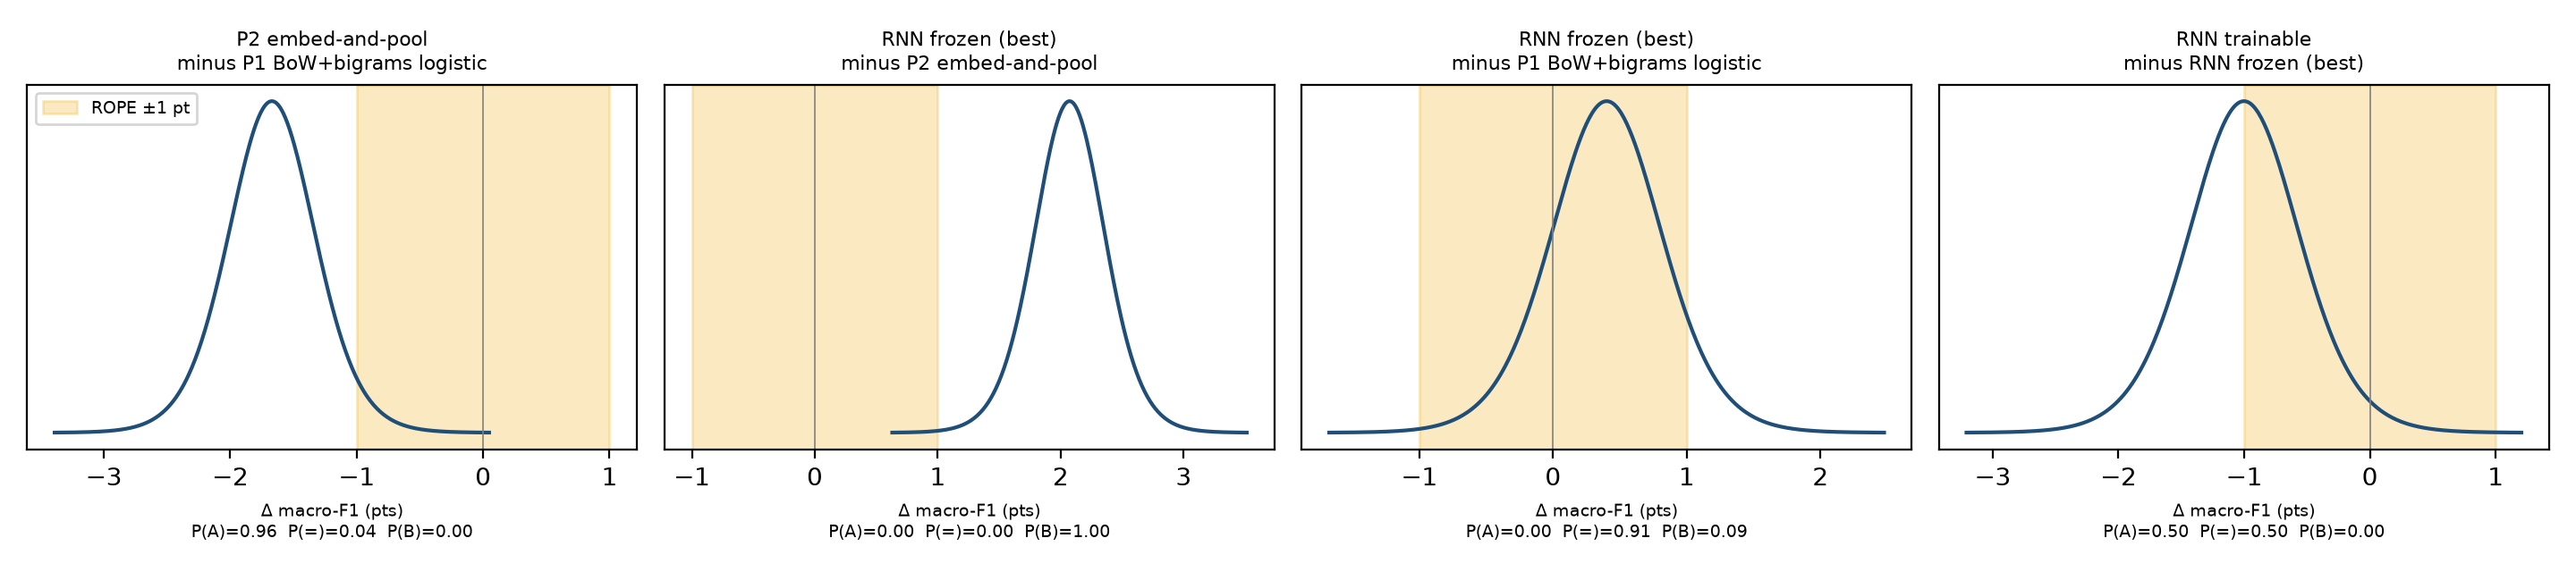 P2 embed-and-pool
minus P1 BoW+bigrams logistic
ROPE ±1 pt
−3 −2 −1 0 1
Δ macro-F1 (pts)
P(A)=0.96 P(=)=0.04 P(B)=0.00
RNN frozen (best)
minus P2 embed-and-pool
−1 0 1 2 3
Δ macro-F1 (pts)
P(A)=0.00 P(=)=0.00 P(B)=1.00
RNN frozen (best)
minus P1 BoW+bigrams logistic
−1 0 1 2
Δ macro-F1 (pts)
P(A)=0.00 P(=)=0.91 P(B)=0.09
RNN trainable
minus RNN frozen (best)
−3 −2 −1 0 1
Δ macro-F1 (pts)
P(A)=0.50 P(=)=0.50 P(B)=0.00